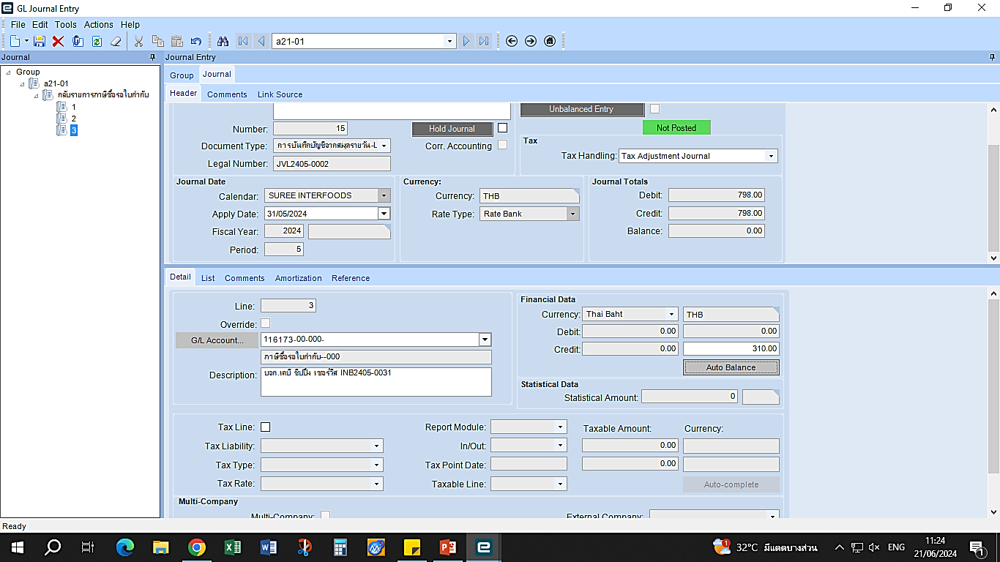 GL Journal Entry
File Edit Tools Actions Help
a21-01
Journal
Journal Entry
Group
a21-01
กลับรายการภาษีซื้อรอใบกำกับ
1
2
3
Group Journal
Header Comments Link Source
Unbalanced Entry
Number: 15
Hold Journal
Not Posted
Document Type: การบันทึกบัญชีจากสมุดรายวัน-L
Corr. Accounting
Tax
Tax Handling: Tax Adjustment Journal
Legal Number: JVL2405-0002
Journal Date
Calendar: SUREE INTERFOODS
Apply Date: 31/05/2024
Fiscal Year: 2024
Period: 5
Currency:
Currency: THB
Rate Type: Rate Bank
Journal Totals
Debit: 798.00
Credit: 798.00
Balance: 0.00
Detail List Comments Amortization Reference
Line: 3
Override:
G/L Account... 116173-00-000-
ภาษีซื้อรอใบกำกับ--000
Description: บจก.เคบี ชิปปิ้ง เซอร์วิส INB2405-0031
Financial Data
Currency: Thai Baht THB
Debit: 0.00 0.00
Credit: 0.00 310.00
Auto Balance
Statistical Data
Statistical Amount: 0
Tax Line:
Tax Liability:
Tax Type:
Tax Rate:
Report Module:
In/Out:
Tax Point Date:
Taxable Line:
Taxable Amount: Currency:
0.00
0.00
Auto-complete
Multi-Company
Multi-Company:
External Company:
Ready
32°C มีแดดบางส่วน
ENG
11:24
21/06/2024
1